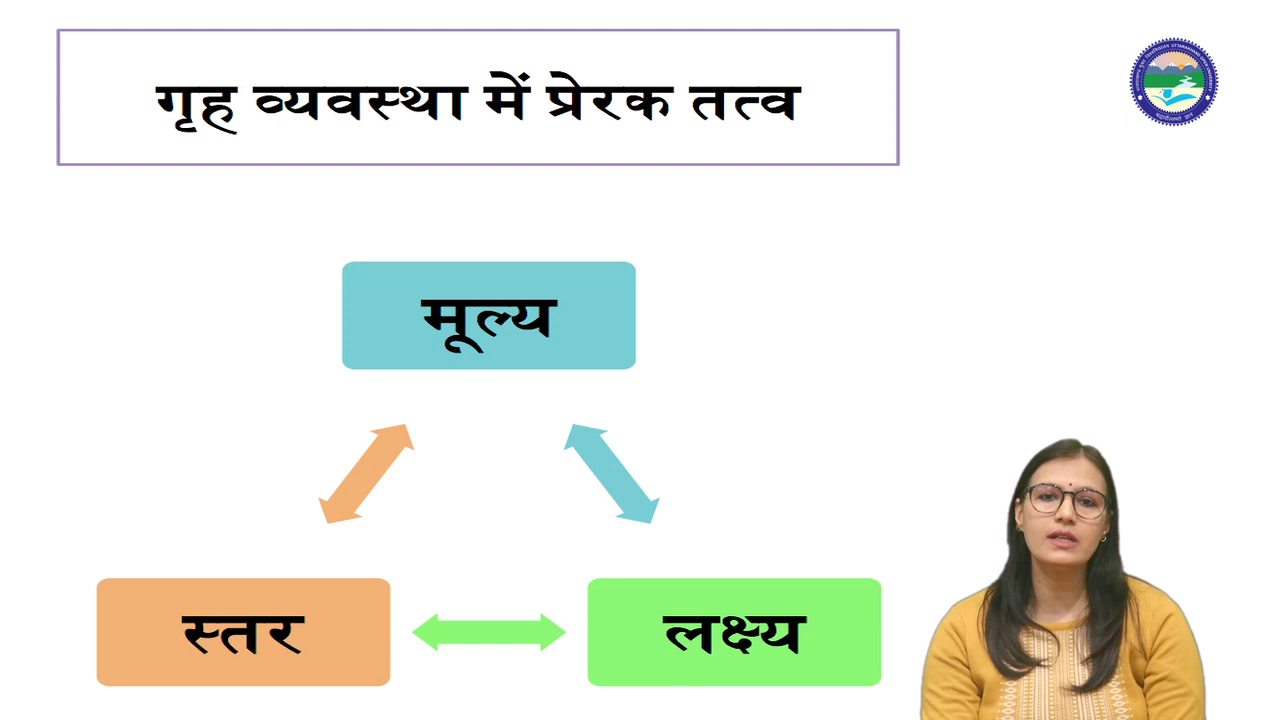 गृह व्यवस्था में प्रेरक तत्व
मूल्य
स्तर
लक्ष्य